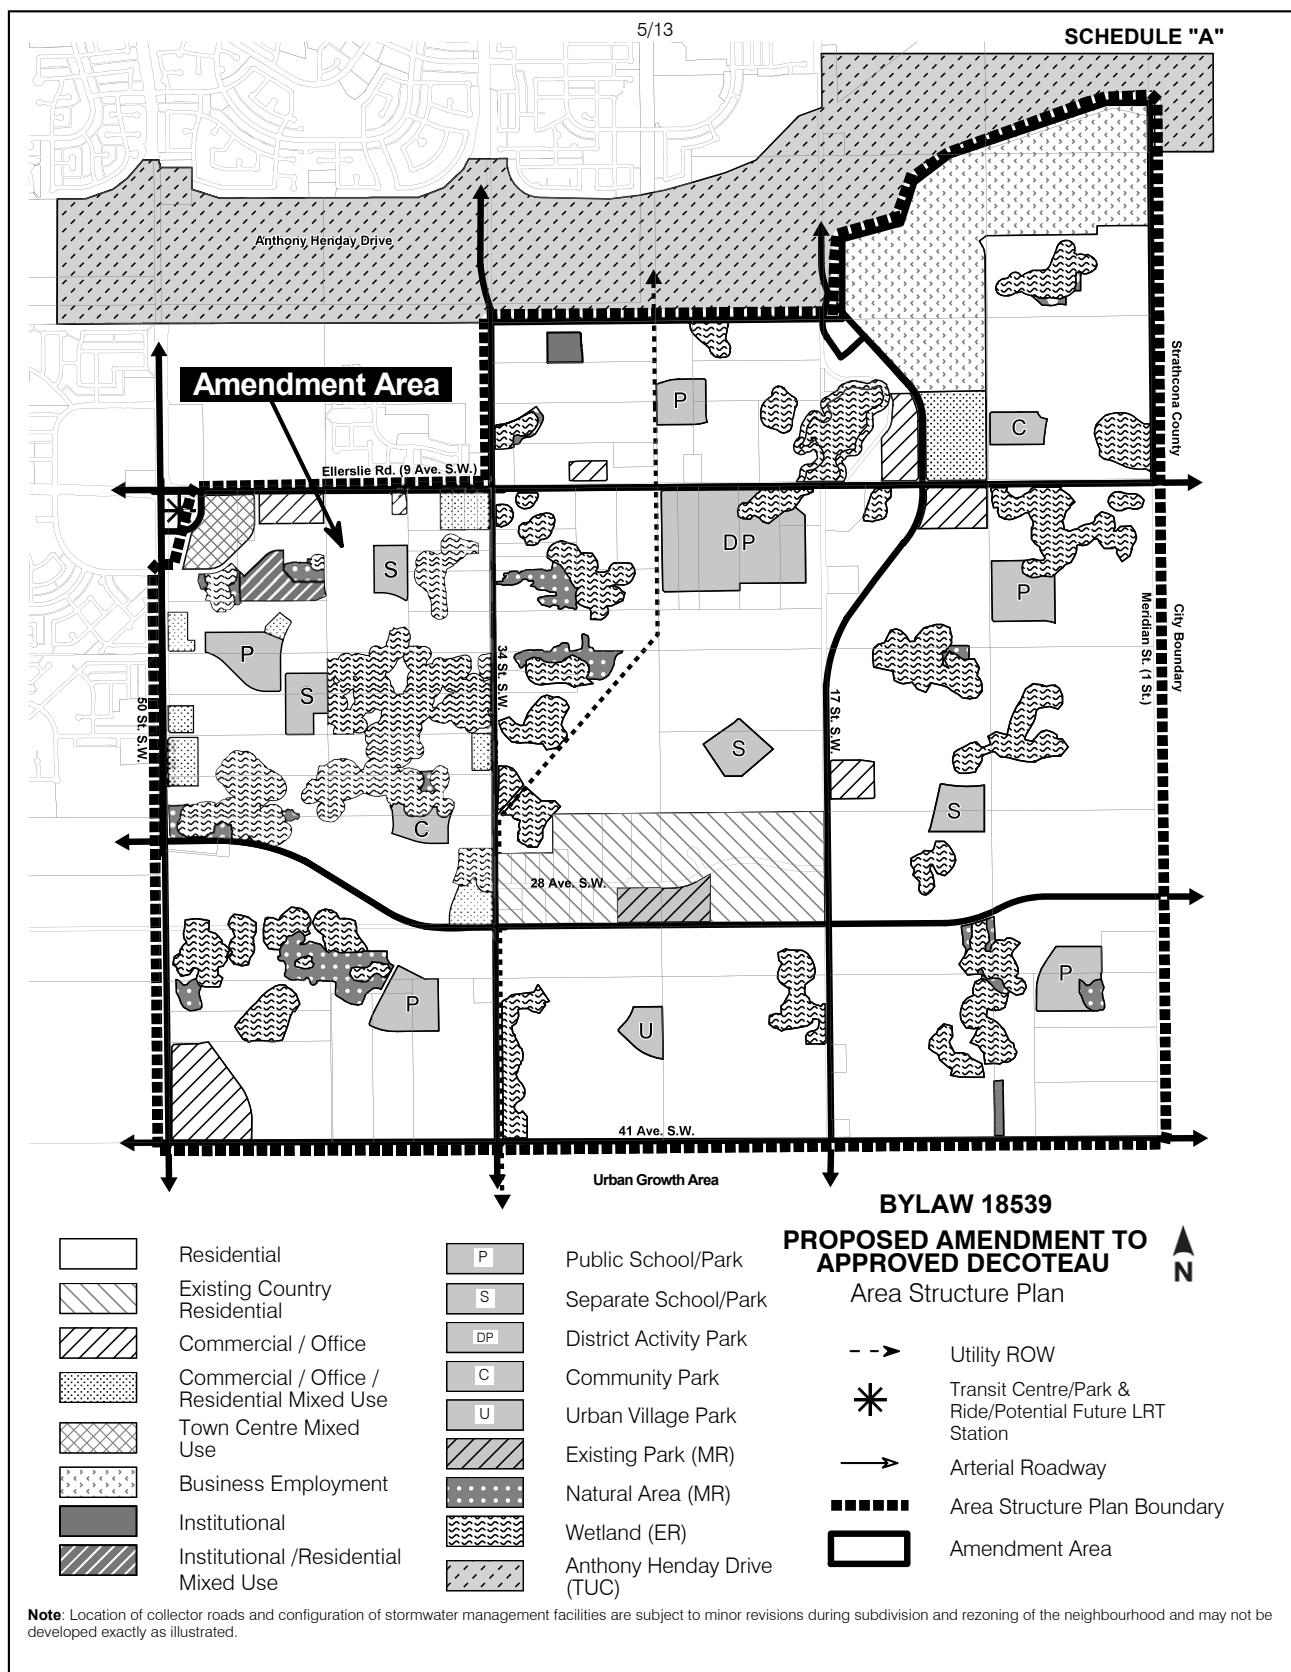 5/13
SCHEDULE "A"
Anthony Henday Drive
Amendment Area
Strathcona County
P
C
Ellerslie Rd. (9 Ave. S.W.)
DP
S
P
P
City Boundary
Meridian St. (1 St.)
34 St. S.W.
S
50 St. S.W.
17 St. S.W.
S
S
C
28 Ave. S.W.
P
P
U
41 Ave. S.W.
Urban Growth Area
BYLAW 18539
PROPOSED AMENDMENT TO
APPROVED DECOTEAU
Area Structure Plan
N
Residential
Existing Country
Residential
Commercial / Office
Commercial / Office /
Residential Mixed Use
Town Centre Mixed
Use
Business Employment
Institutional
Institutional /Residential
Mixed Use
P Public School/Park
S Separate School/Park
DP District Activity Park
C Community Park
U Urban Village Park
Existing Park (MR)
Natural Area (MR)
Wetland (ER)
Anthony Henday Drive
(TUC)
Utility ROW
Transit Centre/Park &
Ride/Potential Future LRT
Station
Arterial Roadway
Area Structure Plan Boundary
Amendment Area
Note: Location of collector roads and configuration of stormwater management facilities are subject to minor revisions during subdivision and rezoning of the neighbourhood and may not be
developed exactly as illustrated.